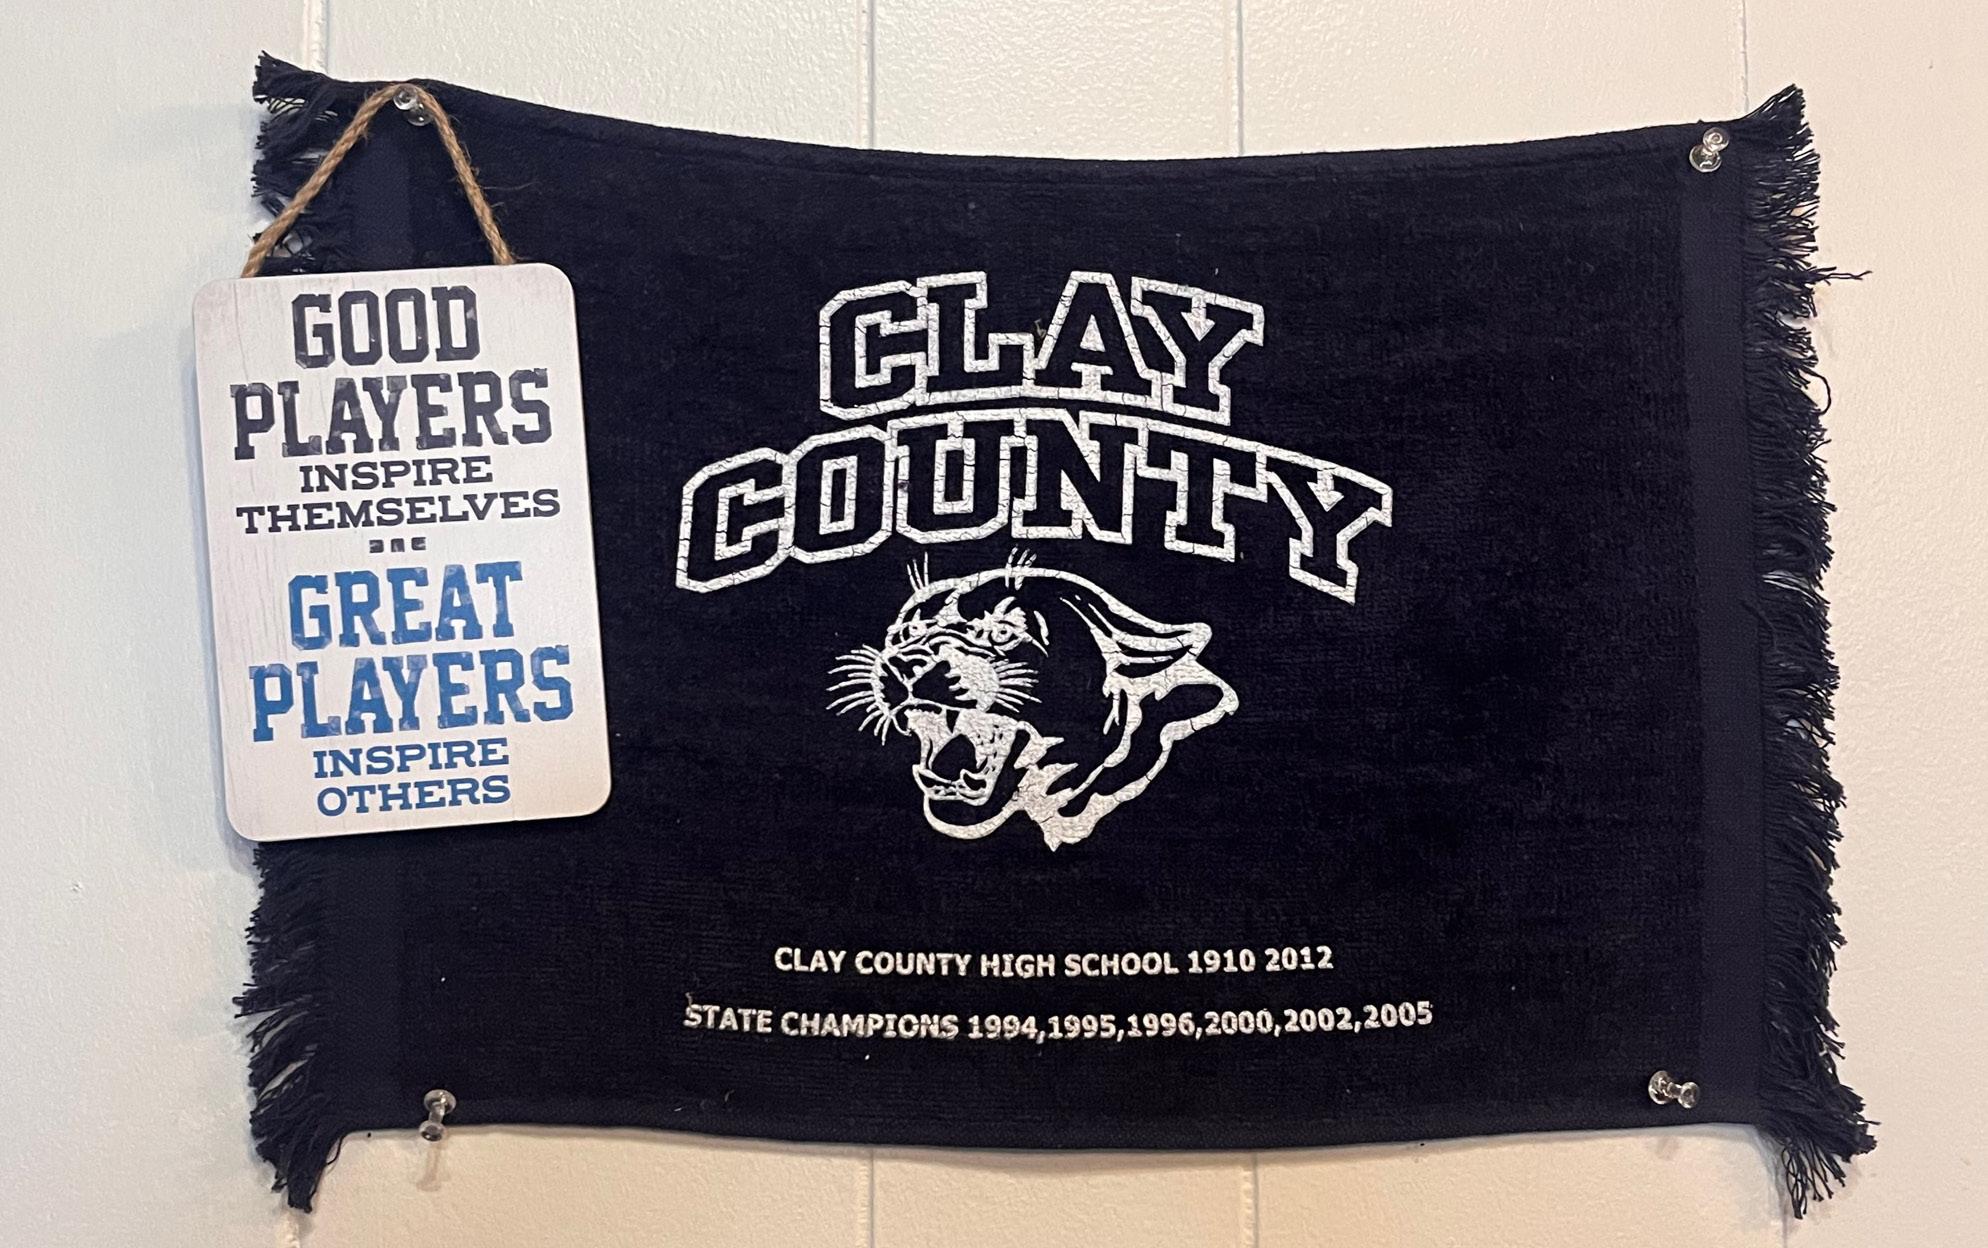 GOOD
PLAYERS
INSPIRE
THEMSELVES
GREAT
PLAYERS
INSPIRE
OTHERS
CLAY
COUNTY
CLAY COUNTY HIGH SCHOOL 1910 2012
STATE CHAMPIONS 1994,1995,1996,2000,2002,2005